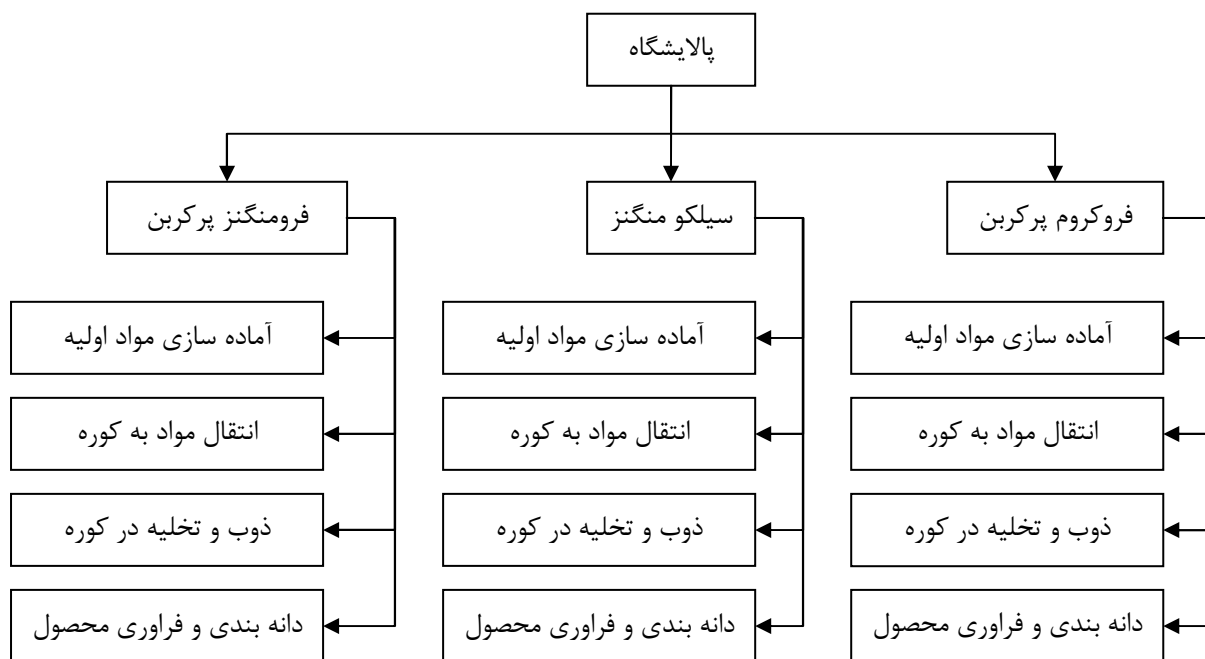 پالایشگاه
فروکروم پرکربن
سیلکو منگنز
فرومنگنز پرکربن
آماده سازی مواد اولیه
آماده سازی مواد اولیه
آماده سازی مواد اولیه
انتقال مواد به کوره
انتقال مواد به کوره
انتقال مواد به کوره
ذوب و تخلیه در کوره
ذوب و تخلیه در کوره
ذوب و تخلیه در کوره
دانه بندی و فراوری محصول
دانه بندی و فراوری محصول
دانه بندی و فراوری محصول